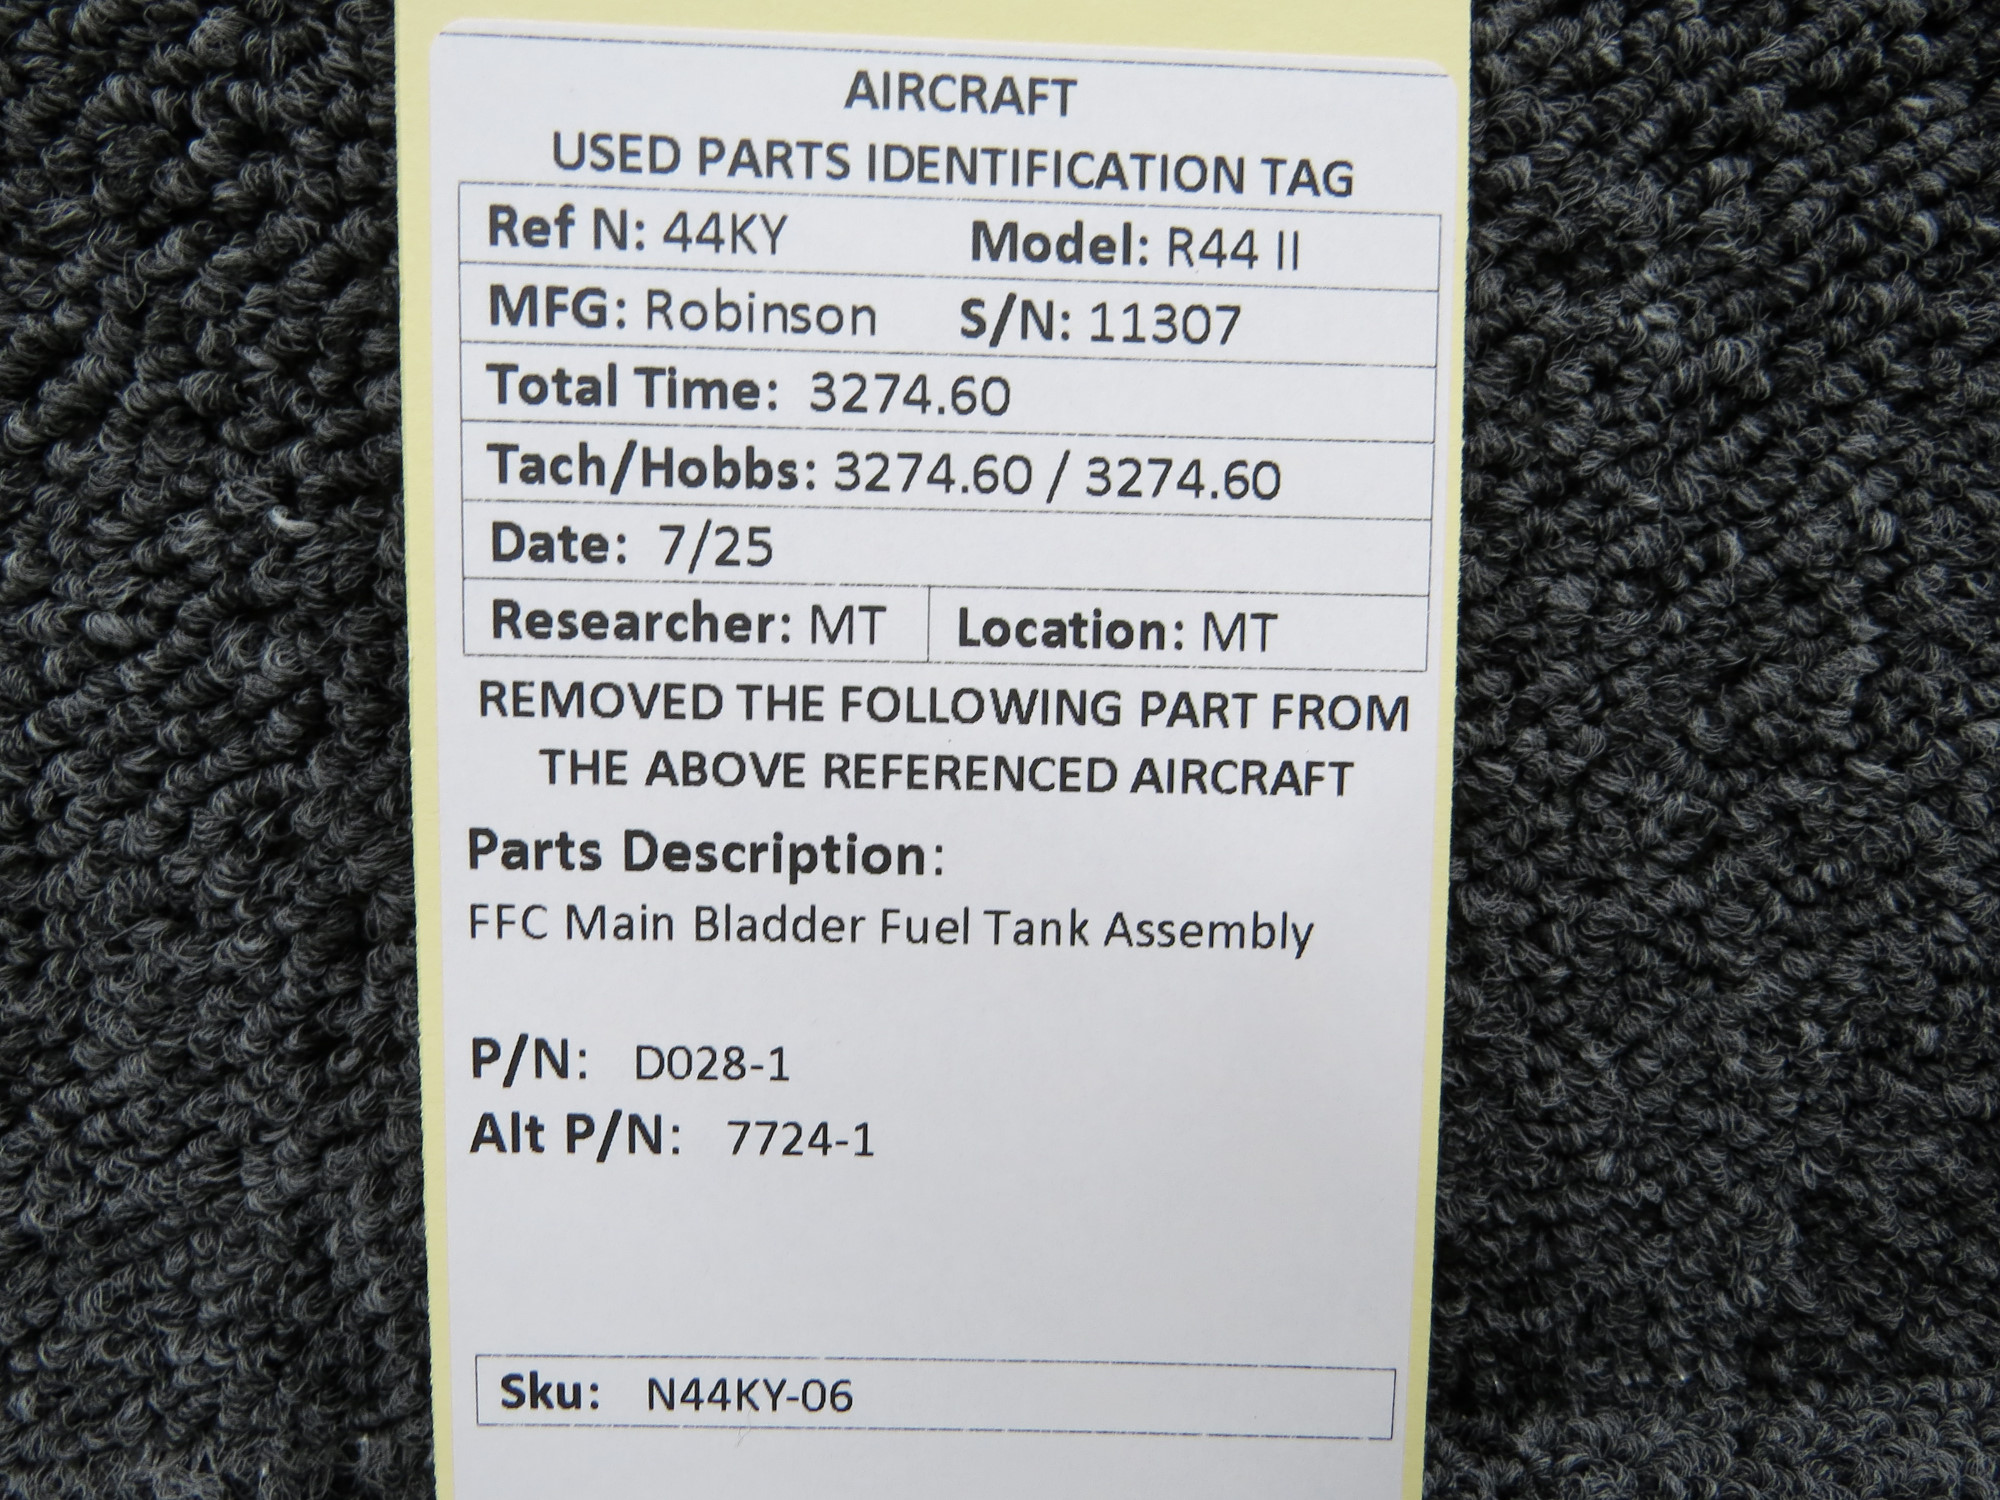 AIRCRAFT
USED PARTS IDENTIFICATION TAG
Ref N: 44KY Model: R44 II
MFG: Robinson S/N: 11307
Total Time: 3274.60
Tach/Hobbs: 3274.60 / 3274.60
Date: 7/25
Researcher: MT Location: MT
REMOVED THE FOLLOWING PART FROM
THE ABOVE REFERENCED AIRCRAFT
Parts Description:
FFC Main Bladder Fuel Tank Assembly
P/N: D028-1
Alt P/N: 7724-1
Sku: N44KY-06